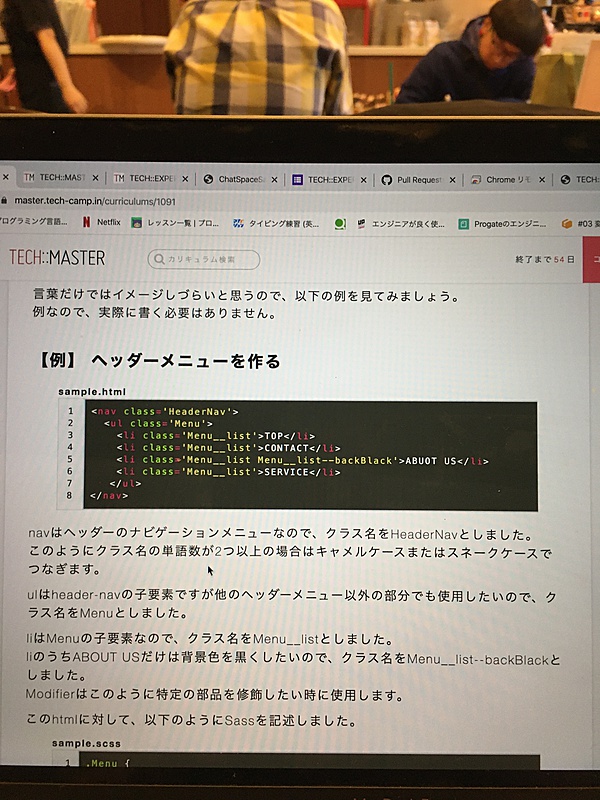 TM TECH::MAST
TM TECH::EXPE
ChatSpaceS
TECH::EXPE
Pull Request
Chrome リモ
TECH:
master.tech-camp.in/curriculums/1091
プログラミング言語...
Netflix
レッスン一覧 | プロ...
タイピング練習 (英...
エンジニアが良く使...
Progateのエンジニ...
#03 変
TECH::MASTER
カリキュラム検索
終了まで54日
コ
言葉だけではイメージしづらいと思うので、以下の例を見てみましょう。
例なので、実際に書く必要はありません。
【例】 ヘッダーメニューを作る
sample.html
1 <nav class='HeaderNav'>
2 <ul class='Menu'>
3 <li class='Menu__list'>TOP</li>
4 <li class='Menu__list'>CONTACT</li>
5 <li class='Menu__list Menu__list--backBlack'>ABUOT US</li>
6 <li class='Menu__list'>SERVICE</li>
7 </ul>
8 </nav>
navはヘッダーのナビゲーションメニューなので、クラス名をHeaderNavとしました。
このようにクラス名の単語数が2つ以上の場合はキャメルケースまたはスネークケースで
つなぎます。
ulはheader-navの子要素ですが他のヘッダーメニュー以外の部分でも使用したいので、ク
ラス名をMenuとしました。
liはMenuの子要素なので、クラス名をMenu__listとしました。
liのうちABOUT USだけは背景色を黒くしたいので、クラス名をMenu__list--backBlackと
しました。
Modifierはこのように特定の部品を修飾したい時に使用します。
このhtmlに対して、以下のようにSassを記述しました。
sample.scss
1 .Menu {